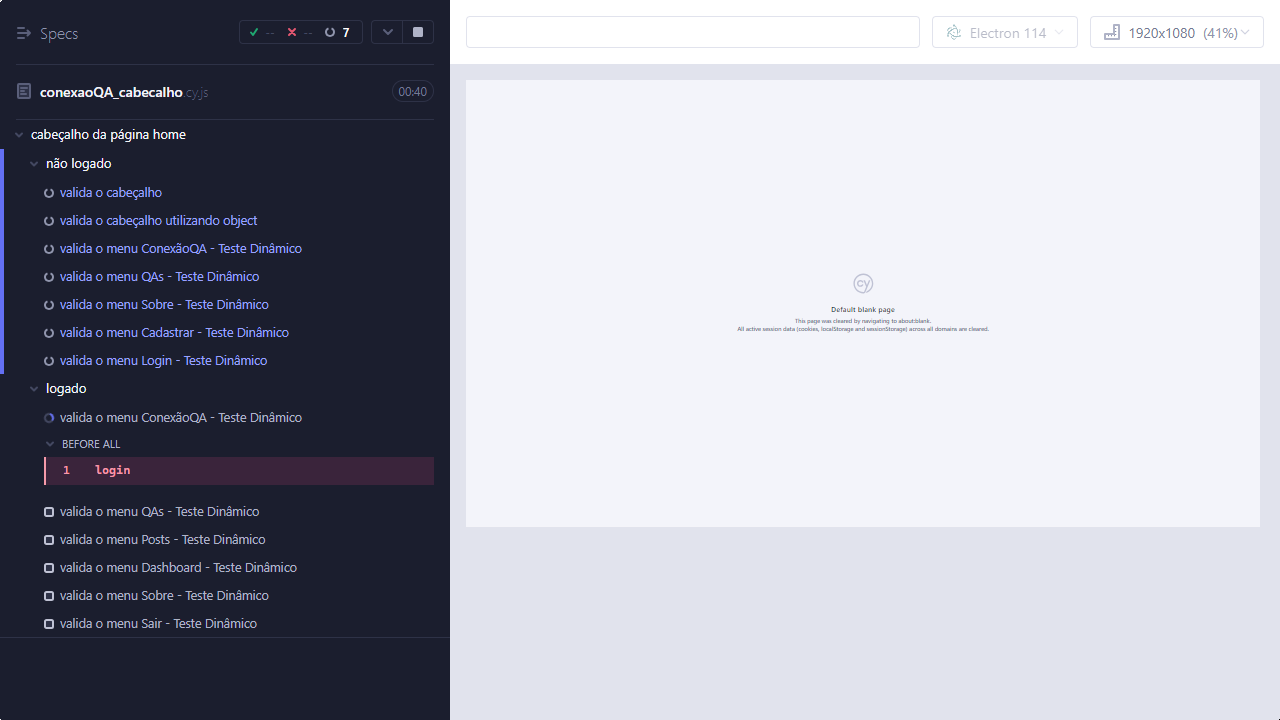 Specs
-- -- 7
Electron 114
1920x1080 (41%)
conexaoQA_cabecalho.cy.js 00:40
cabeçalho da página home
não logado
valida o cabeçalho
valida o cabeçalho utilizando object
valida o menu ConexãoQA - Teste Dinâmico
valida o menu QAs - Teste Dinâmico
valida o menu Sobre - Teste Dinâmico
valida o menu Cadastrar - Teste Dinâmico
valida o menu Login - Teste Dinâmico
logado
valida o menu ConexãoQA - Teste Dinâmico
BEFORE ALL
1 login
valida o menu QAs - Teste Dinâmico
valida o menu Posts - Teste Dinâmico
valida o menu Dashboard - Teste Dinâmico
valida o menu Sobre - Teste Dinâmico
valida o menu Sair - Teste Dinâmico
cy
Default blank page
This page was cleared by navigating to about:blank.
All active session data (cookies, localStorage and sessionStorage) across all domains are cleared.